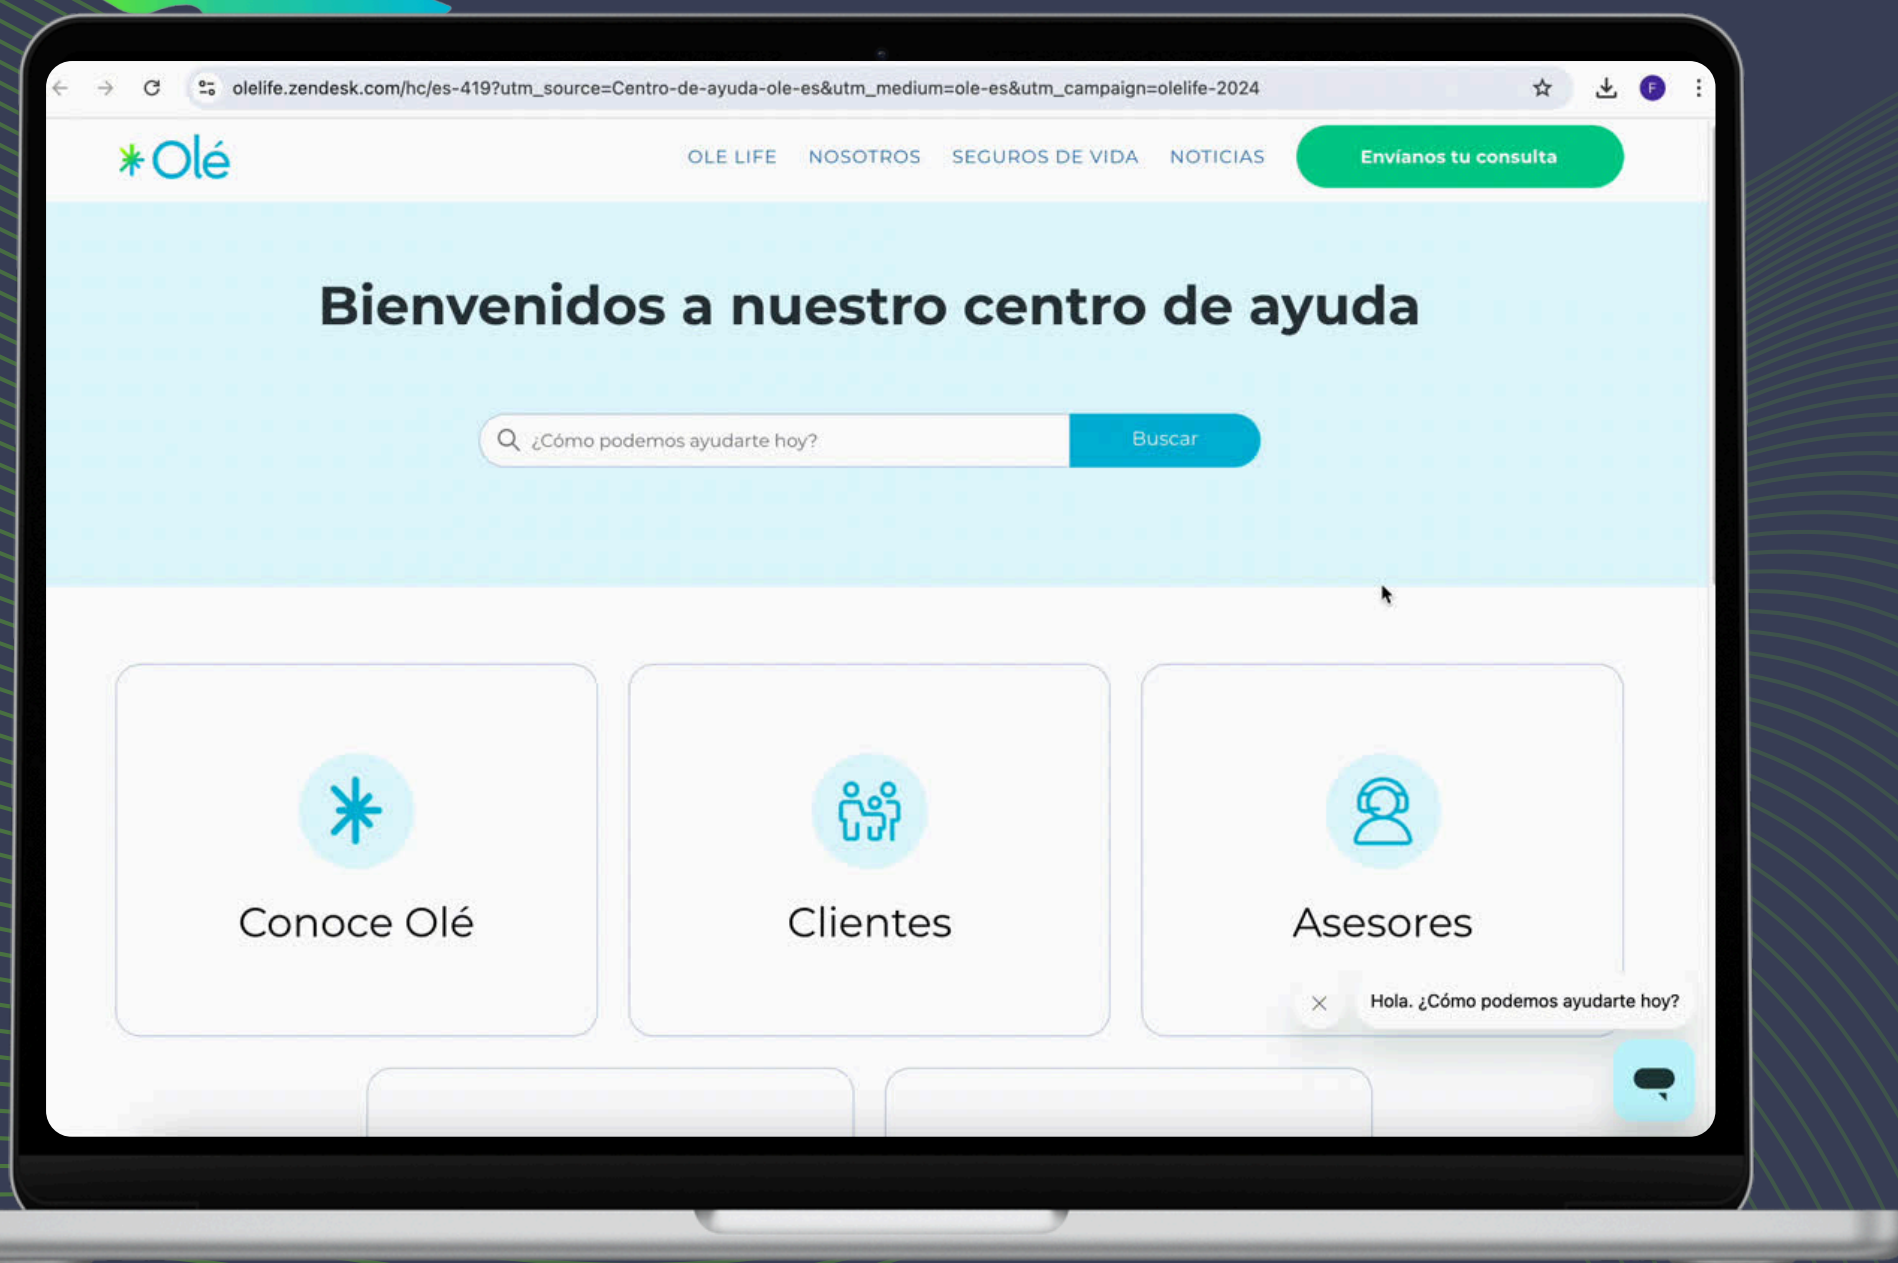 olelife.zendesk.com/hc/es-419?utm_source=Centro-de-ayuda-ole-es&utm_medium=ole-es&utm_campaign=olelife-2024
F
Olé
OLE LIFE NOSOTROS SEGUROS DE VIDA NOTICIAS Envíanos tu consulta
Bienvenidos a nuestro centro de ayuda
¿Cómo podemos ayudarte hoy? Buscar
Conoce Olé
Clientes
Asesores
Hola. ¿Cómo podemos ayudarte hoy?